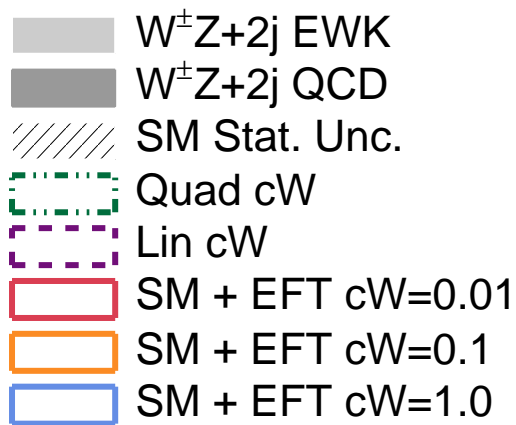 W±Z+2j EWK
W±Z+2j QCD
SM Stat. Unc.
Quad cW
Lin cW
SM + EFT cW=0.01
SM + EFT cW=0.1
SM + EFT cW=1.0